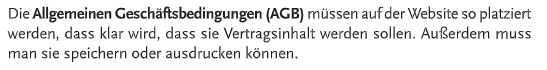 Die Allgemeinen Geschäftsbedingungen (AGB) müssen auf der Website so platziert
werden, dass klar wird, dass sie Vertragsinhalt werden sollen. Außerdem muss
man sie speichern oder ausdrucken können.